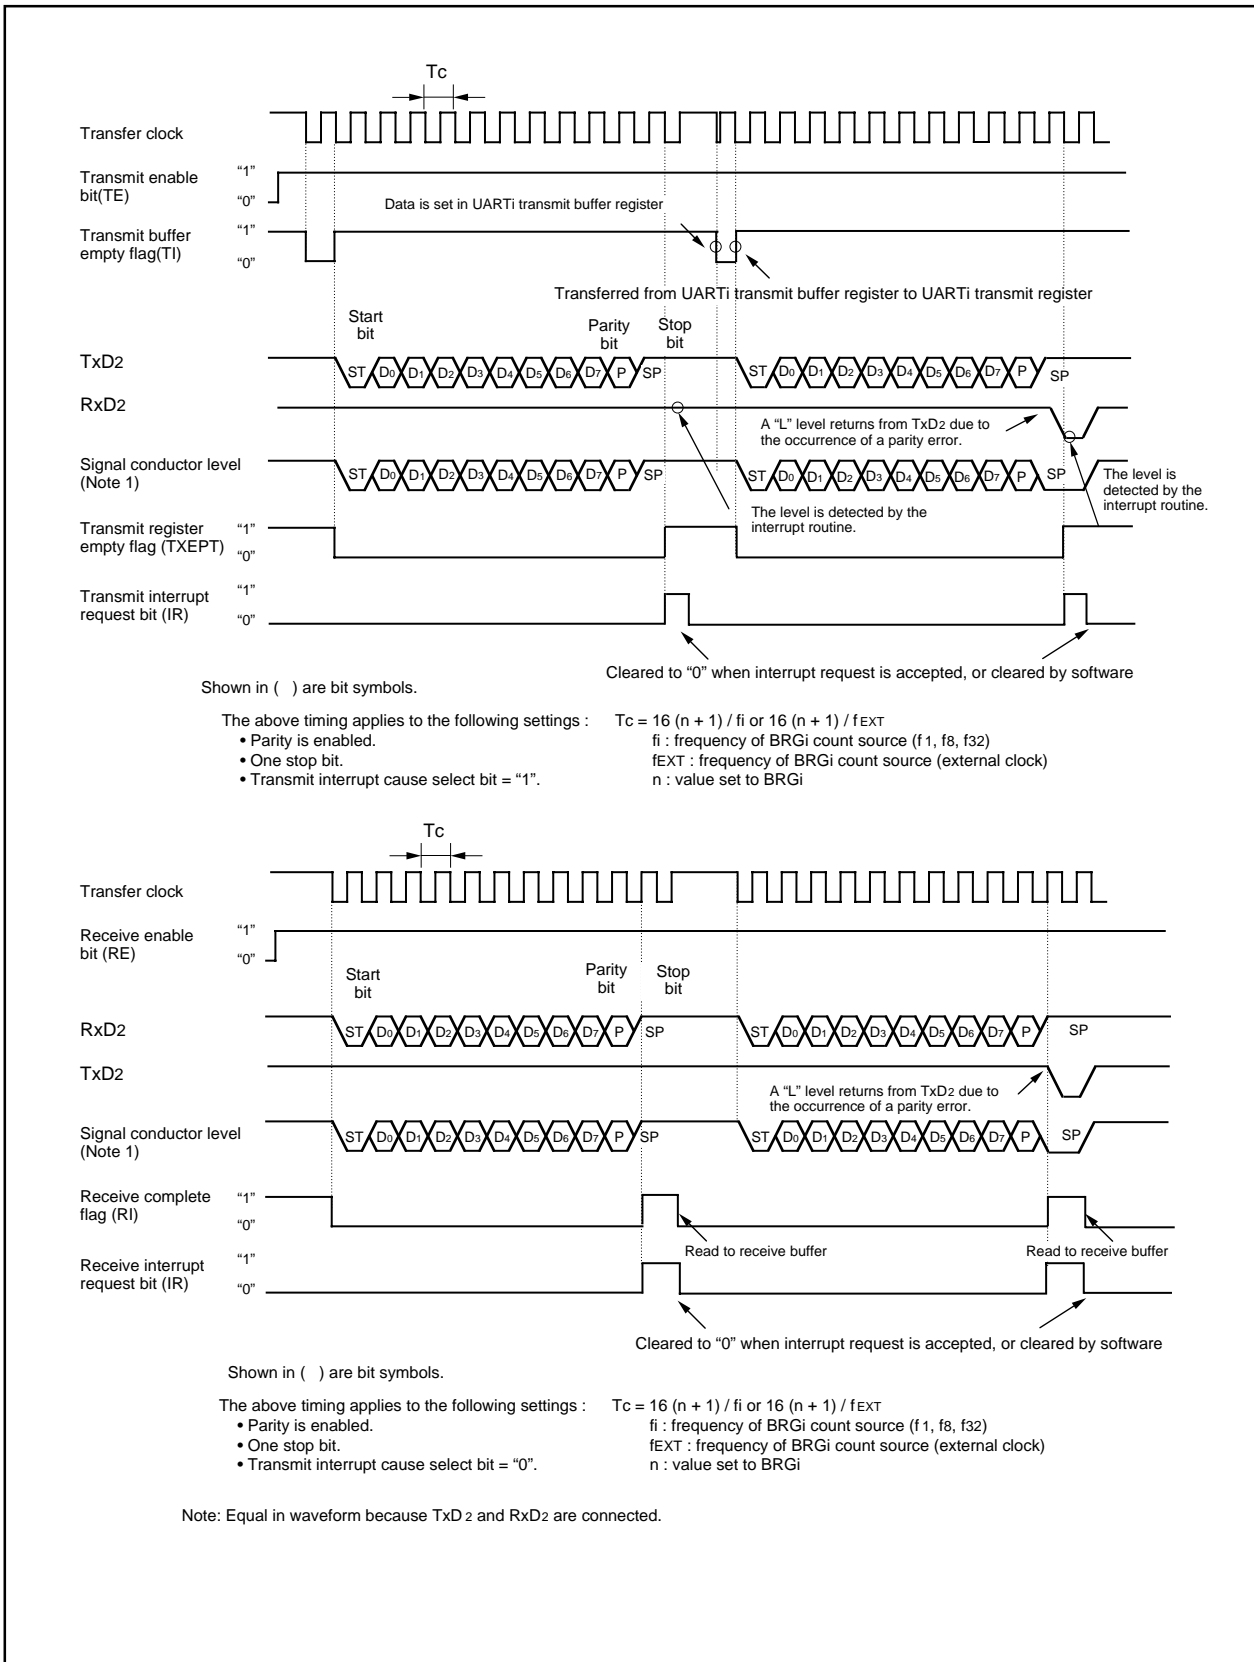 Tc
Transfer clock
Transmit enable
bit(TE)
“1”
“0”
Data is set in UARTi transmit buffer register
Transmit buffer
empty flag(TI)
“1”
“0”
Transferred from UARTi transmit buffer register to UARTi transmit register
Start
bit
Parity
bit
Stop
bit
TxD2
ST D0 D1 D2 D3 D4 D5 D6 D7 P SP
ST D0 D1 D2 D3 D4 D5 D6 D7 P SP
RxD2
A “L” level returns from TxD2 due to
the occurrence of a parity error.
Signal conductor level
(Note 1)
ST D0 D1 D2 D3 D4 D5 D6 D7 P SP
ST D0 D1 D2 D3 D4 D5 D6 D7 P SP
The level is
detected by the
interrupt routine.
The level is detected by the
interrupt routine.
Transmit register
empty flag (TXEPT)
“1”
“0”
Transmit interrupt
request bit (IR)
“1”
“0”
Cleared to “0” when interrupt request is accepted, or cleared by software
Shown in ( ) are bit symbols.
The above timing applies to the following settings :
• Parity is enabled.
• One stop bit.
• Transmit interrupt cause select bit = “1”.
Tc = 16 (n + 1) / fi or 16 (n + 1) / fEXT
fi : frequency of BRGi count source (f1, f8, f32)
fEXT : frequency of BRGi count source (external clock)
n : value set to BRGi
Tc
Transfer clock
Receive enable
bit (RE)
“1”
“0”
Start
bit
Parity
bit
Stop
bit
RxD2
ST D0 D1 D2 D3 D4 D5 D6 D7 P SP
ST D0 D1 D2 D3 D4 D5 D6 D7 P SP
TxD2
A “L” level returns from TxD2 due to
the occurrence of a parity error.
Signal conductor level
(Note 1)
ST D0 D1 D2 D3 D4 D5 D6 D7 P SP
ST D0 D1 D2 D3 D4 D5 D6 D7 P SP
Receive complete
flag (RI)
“1”
“0”
Read to receive buffer
Read to receive buffer
Receive interrupt
request bit (IR)
“1”
“0”
Cleared to “0” when interrupt request is accepted, or cleared by software
Shown in ( ) are bit symbols.
The above timing applies to the following settings :
• Parity is enabled.
• One stop bit.
• Transmit interrupt cause select bit = “0”.
Tc = 16 (n + 1) / fi or 16 (n + 1) / fEXT
fi : frequency of BRGi count source (f1, f8, f32)
fEXT : frequency of BRGi count source (external clock)
n : value set to BRGi
Note: Equal in waveform because TxD2 and RxD2 are connected.